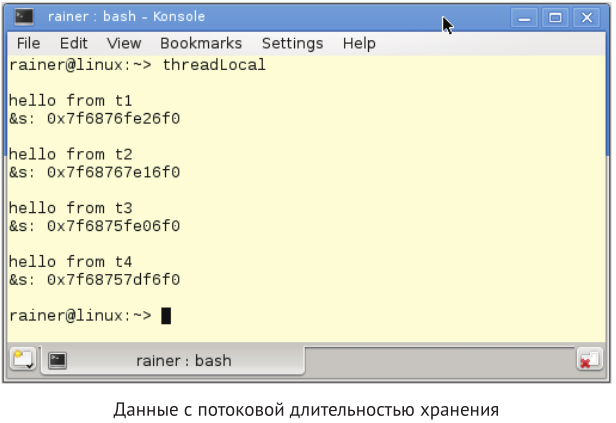 rainer : bash – Konsole
File Edit View Bookmarks Settings Help
rainer@linux:~> threadLocal
hello from t1
&s: 0x7f6876fe26f0
hello from t2
&s: 0x7f68767e16f0
hello from t3
&s: 0x7f6875fe06f0
hello from t4
&s: 0x7f68757df6f0
rainer@linux:~>
rainer : bash
Данные с потоковой длительностью хранения